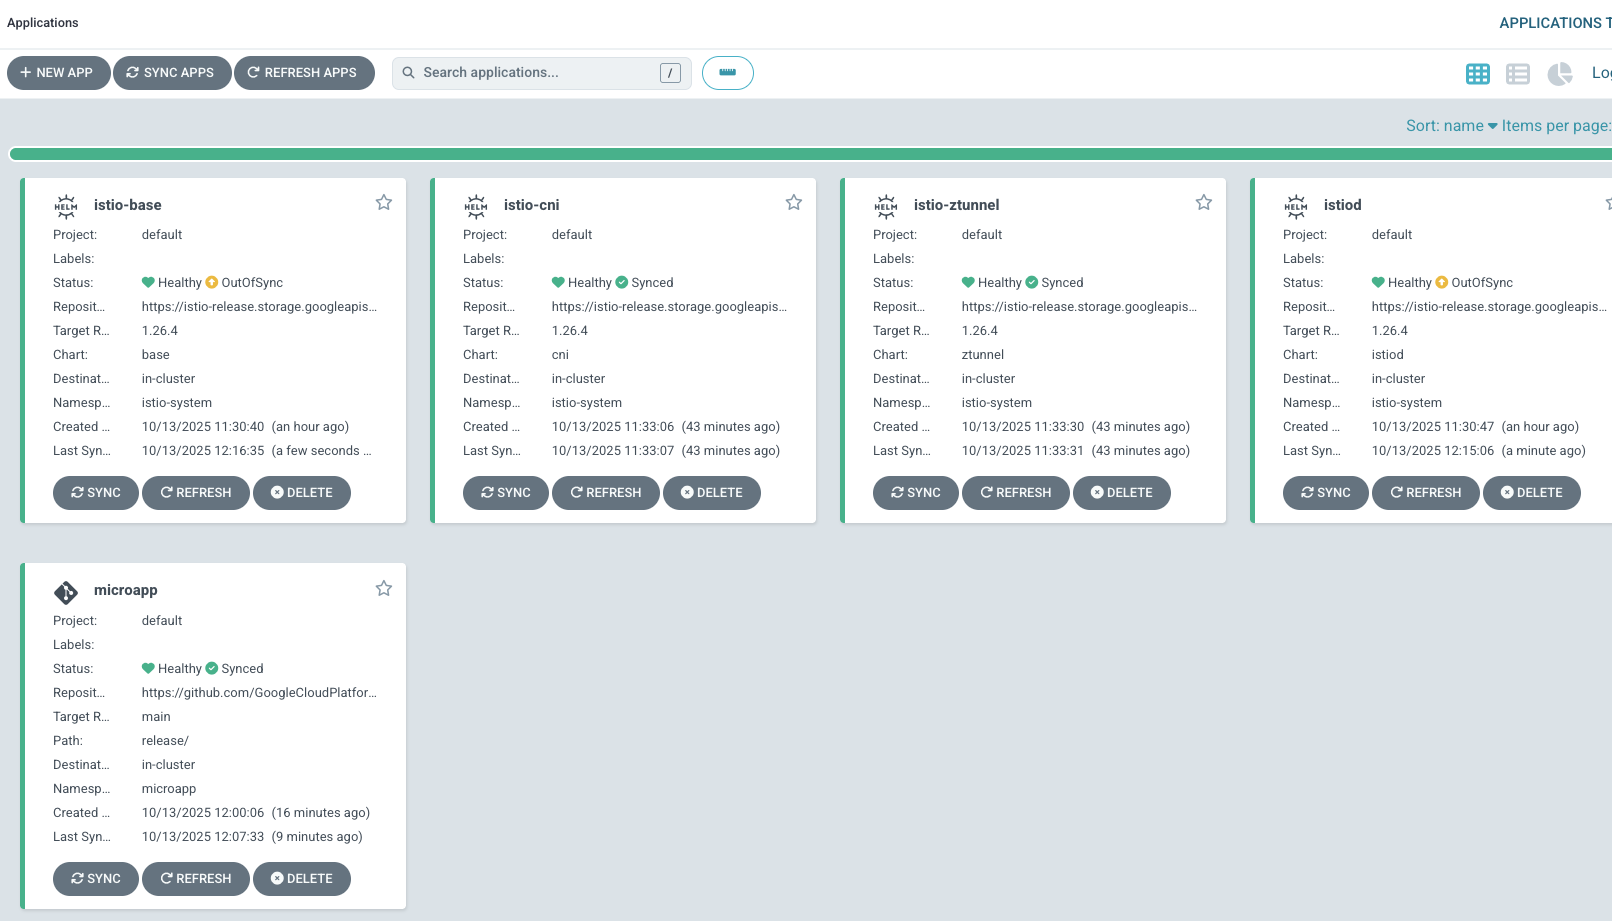 Applications
APPLICATIONS T
NEW APP
SYNC APPS
REFRESH APPS
Search applications...
/
Log
Sort: name
Items per page:
HELM
istio-base
Project: default
Labels:
Status: Healthy OutOfSync
Reposit... https://istio-release.storage.googleapis...
Target R... 1.26.4
Chart: base
Destinat... in-cluster
Namesp... istio-system
Created ... 10/13/2025 11:30:40 (an hour ago)
Last Syn... 10/13/2025 12:16:35 (a few seconds ...
SYNC REFRESH DELETE
HELM
istio-cni
Project: default
Labels:
Status: Healthy Synced
Reposit... https://istio-release.storage.googleapis...
Target R... 1.26.4
Chart: cni
Destinat... in-cluster
Namesp... istio-system
Created ... 10/13/2025 11:33:06 (43 minutes ago)
Last Syn... 10/13/2025 11:33:07 (43 minutes ago)
SYNC REFRESH DELETE
HELM
istio-ztunnel
Project: default
Labels:
Status: Healthy Synced
Reposit... https://istio-release.storage.googleapis...
Target R... 1.26.4
Chart: ztunnel
Destinat... in-cluster
Namesp... istio-system
Created ... 10/13/2025 11:33:30 (43 minutes ago)
Last Syn... 10/13/2025 11:33:31 (43 minutes ago)
SYNC REFRESH DELETE
HELM
istiod
Project: default
Labels:
Status: Healthy OutOfSync
Reposit... https://istio-release.storage.googleapis...
Target R... 1.26.4
Chart: istiod
Destinat... in-cluster
Namesp... istio-system
Created ... 10/13/2025 11:30:47 (an hour ago)
Last Syn... 10/13/2025 12:15:06 (a minute ago)
SYNC REFRESH DELETE
microapp
Project: default
Labels:
Status: Healthy Synced
Reposit... https://github.com/GoogleCloudPlatfor...
Target R... main
Path: release/
Destinat... in-cluster
Namesp... microapp
Created ... 10/13/2025 12:00:06 (16 minutes ago)
Last Syn... 10/13/2025 12:07:33 (9 minutes ago)
SYNC REFRESH DELETE